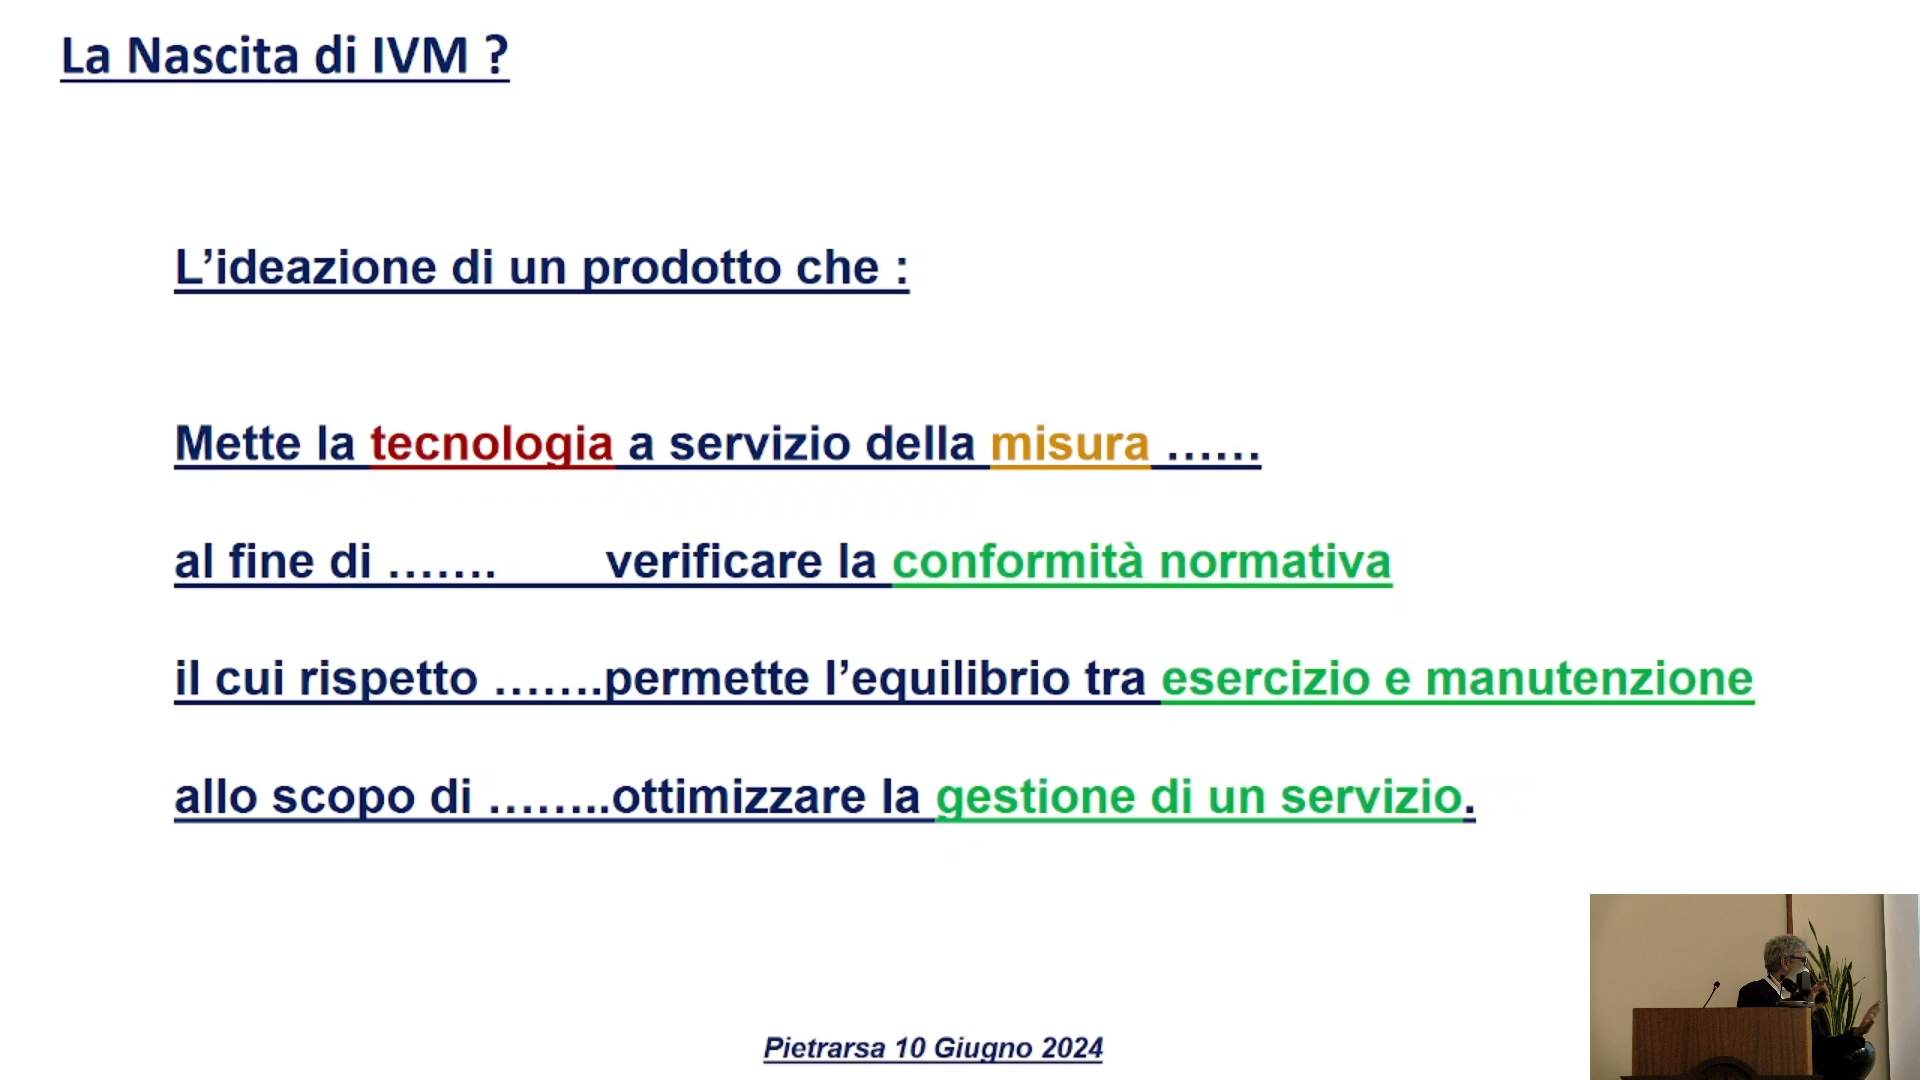 La Nascita di IVM ?
L’ideazione di un prodotto che :
Mette la tecnologia a servizio della misura ……
al fine di ……. verificare la conformità normativa
il cui rispetto …….permette l’equilibrio tra esercizio e manutenzione
allo scopo di ……..ottimizzare la gestione di un servizio.
Pietrarsa 10 Giugno 2024